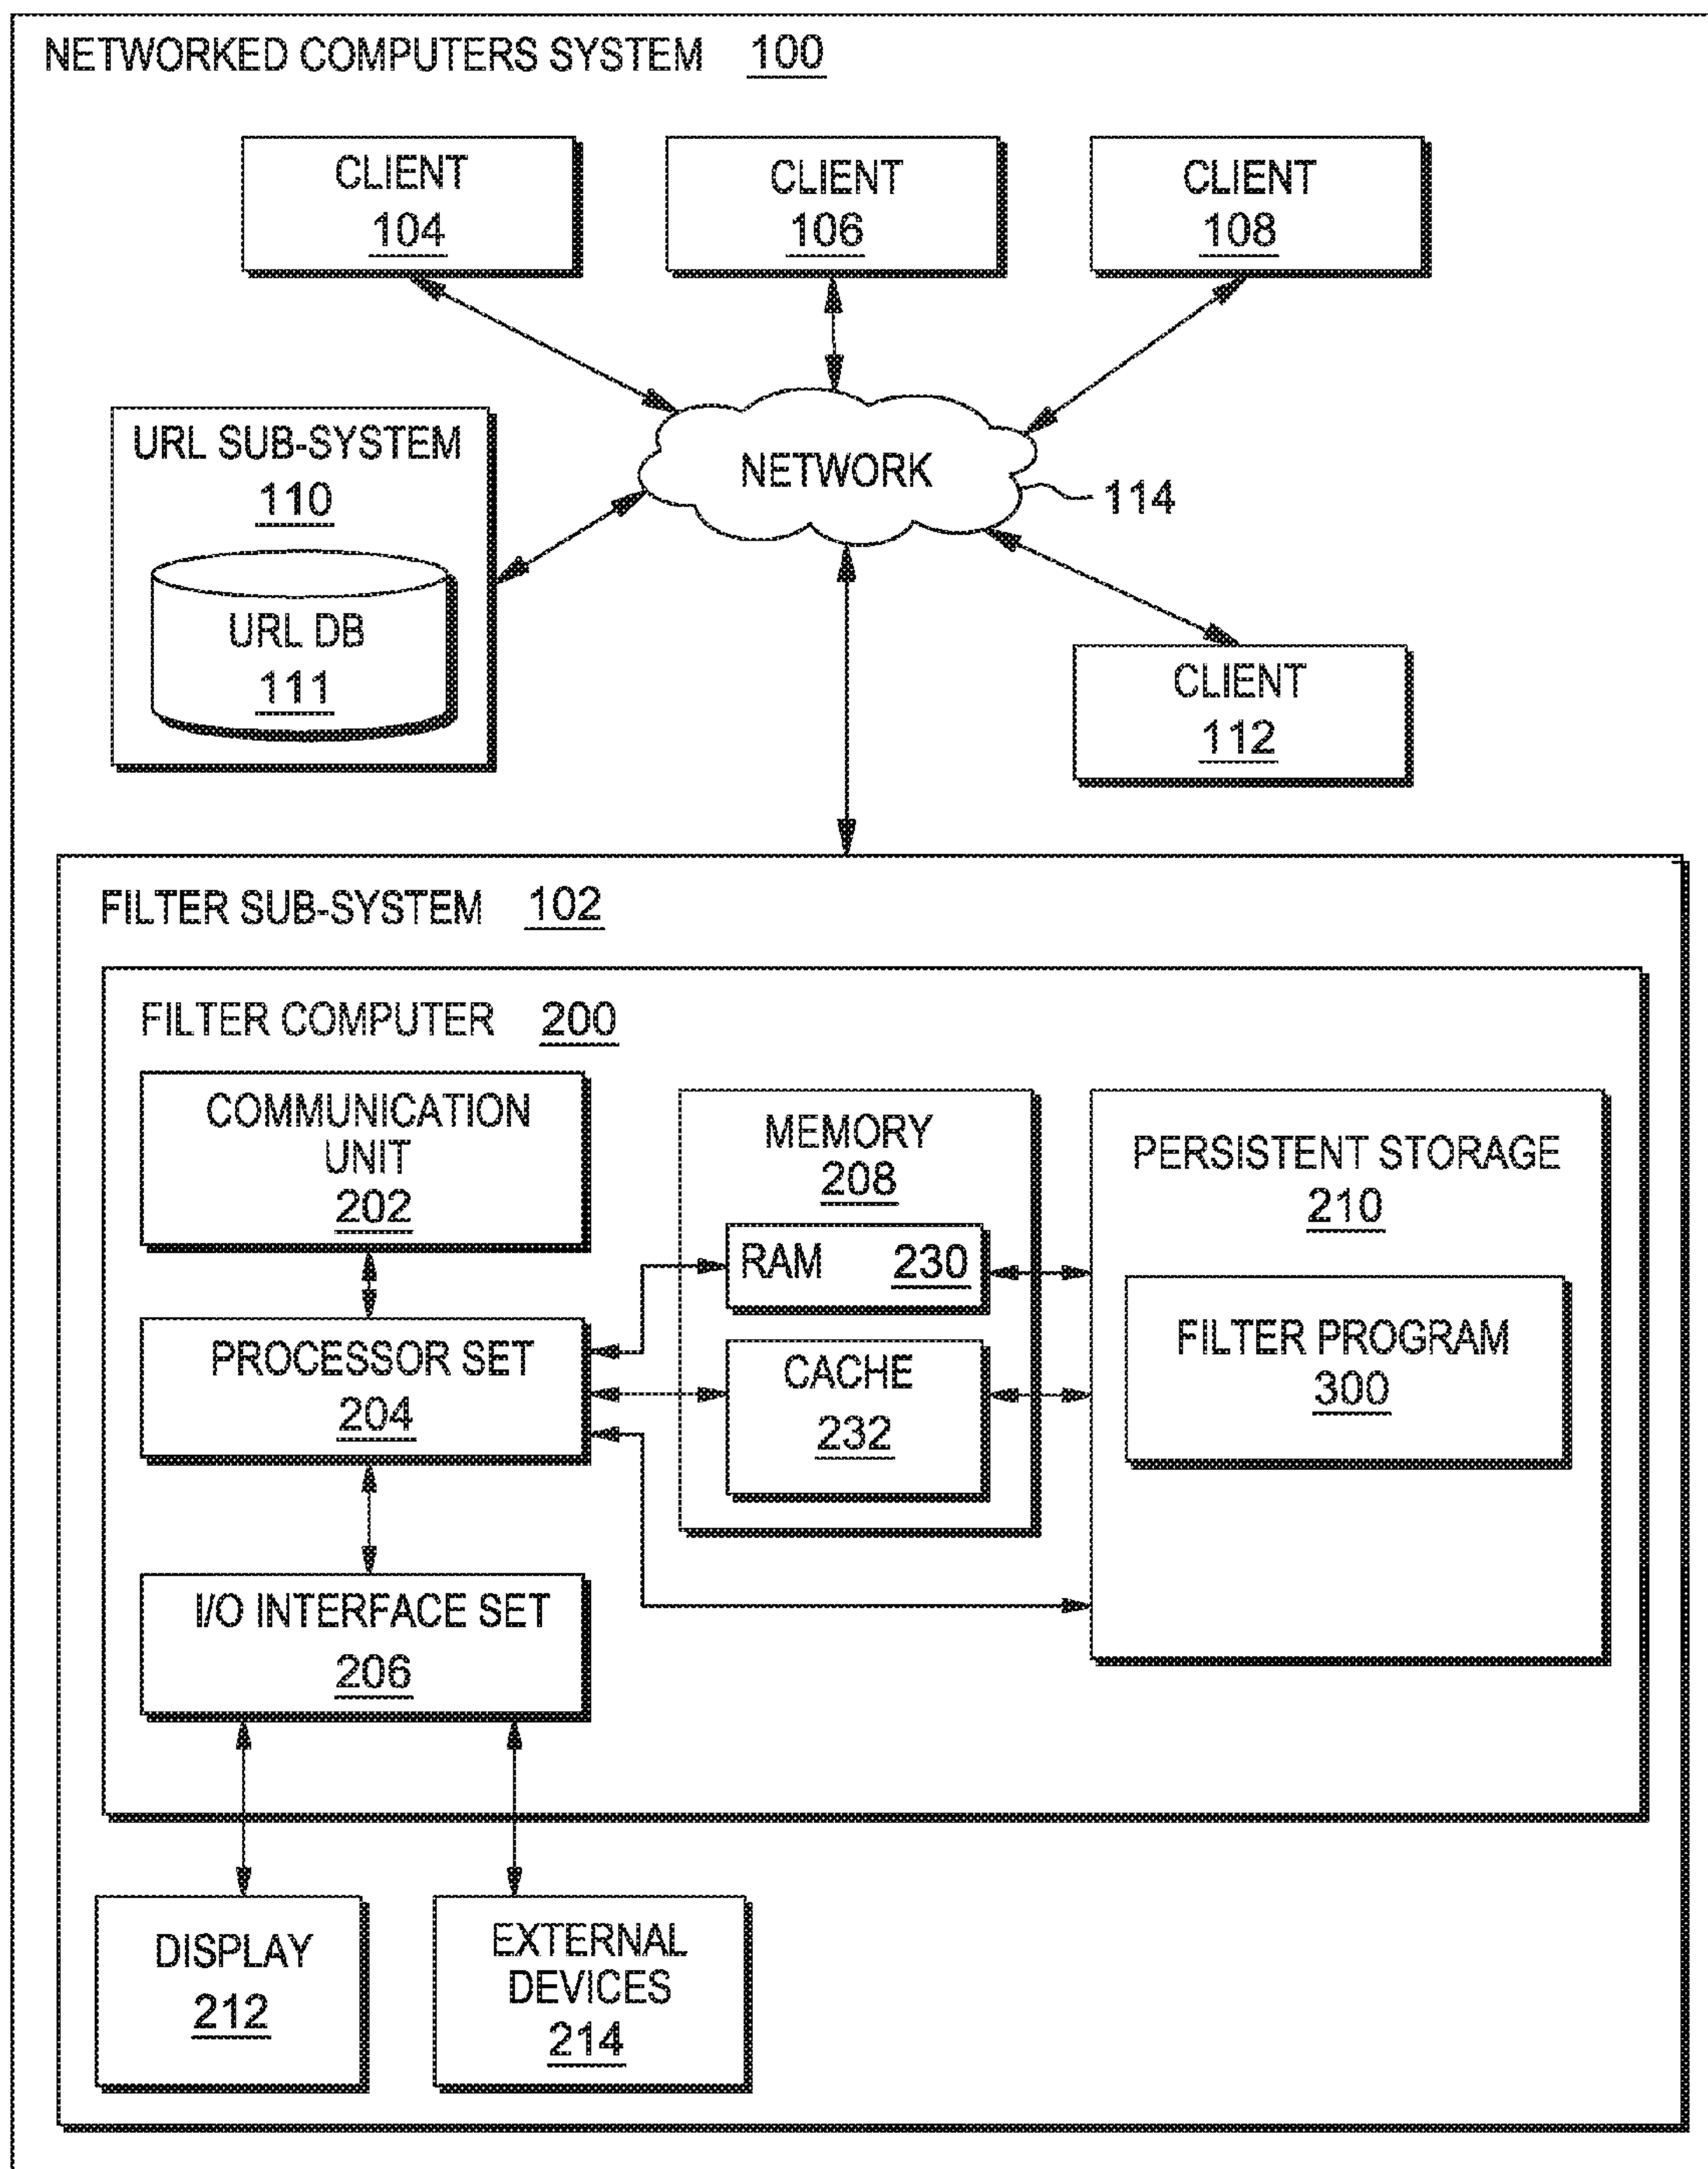 NETWORKED COMPUTERS SYSTEM 100
CLIENT
104
CLIENT
106
CLIENT
108
URL SUB-SYSTEM
110
URL DB
111
NETWORK
114
CLIENT
112
FILTER SUB-SYSTEM 102
FILTER COMPUTER 200
COMMUNICATION
UNIT
202
PROCESSOR SET
204
I/O INTERFACE SET
206
MEMORY
208
RAM 230
CACHE
232
PERSISTENT STORAGE
210
FILTER PROGRAM
300
DISPLAY
212
EXTERNAL
DEVICES
214